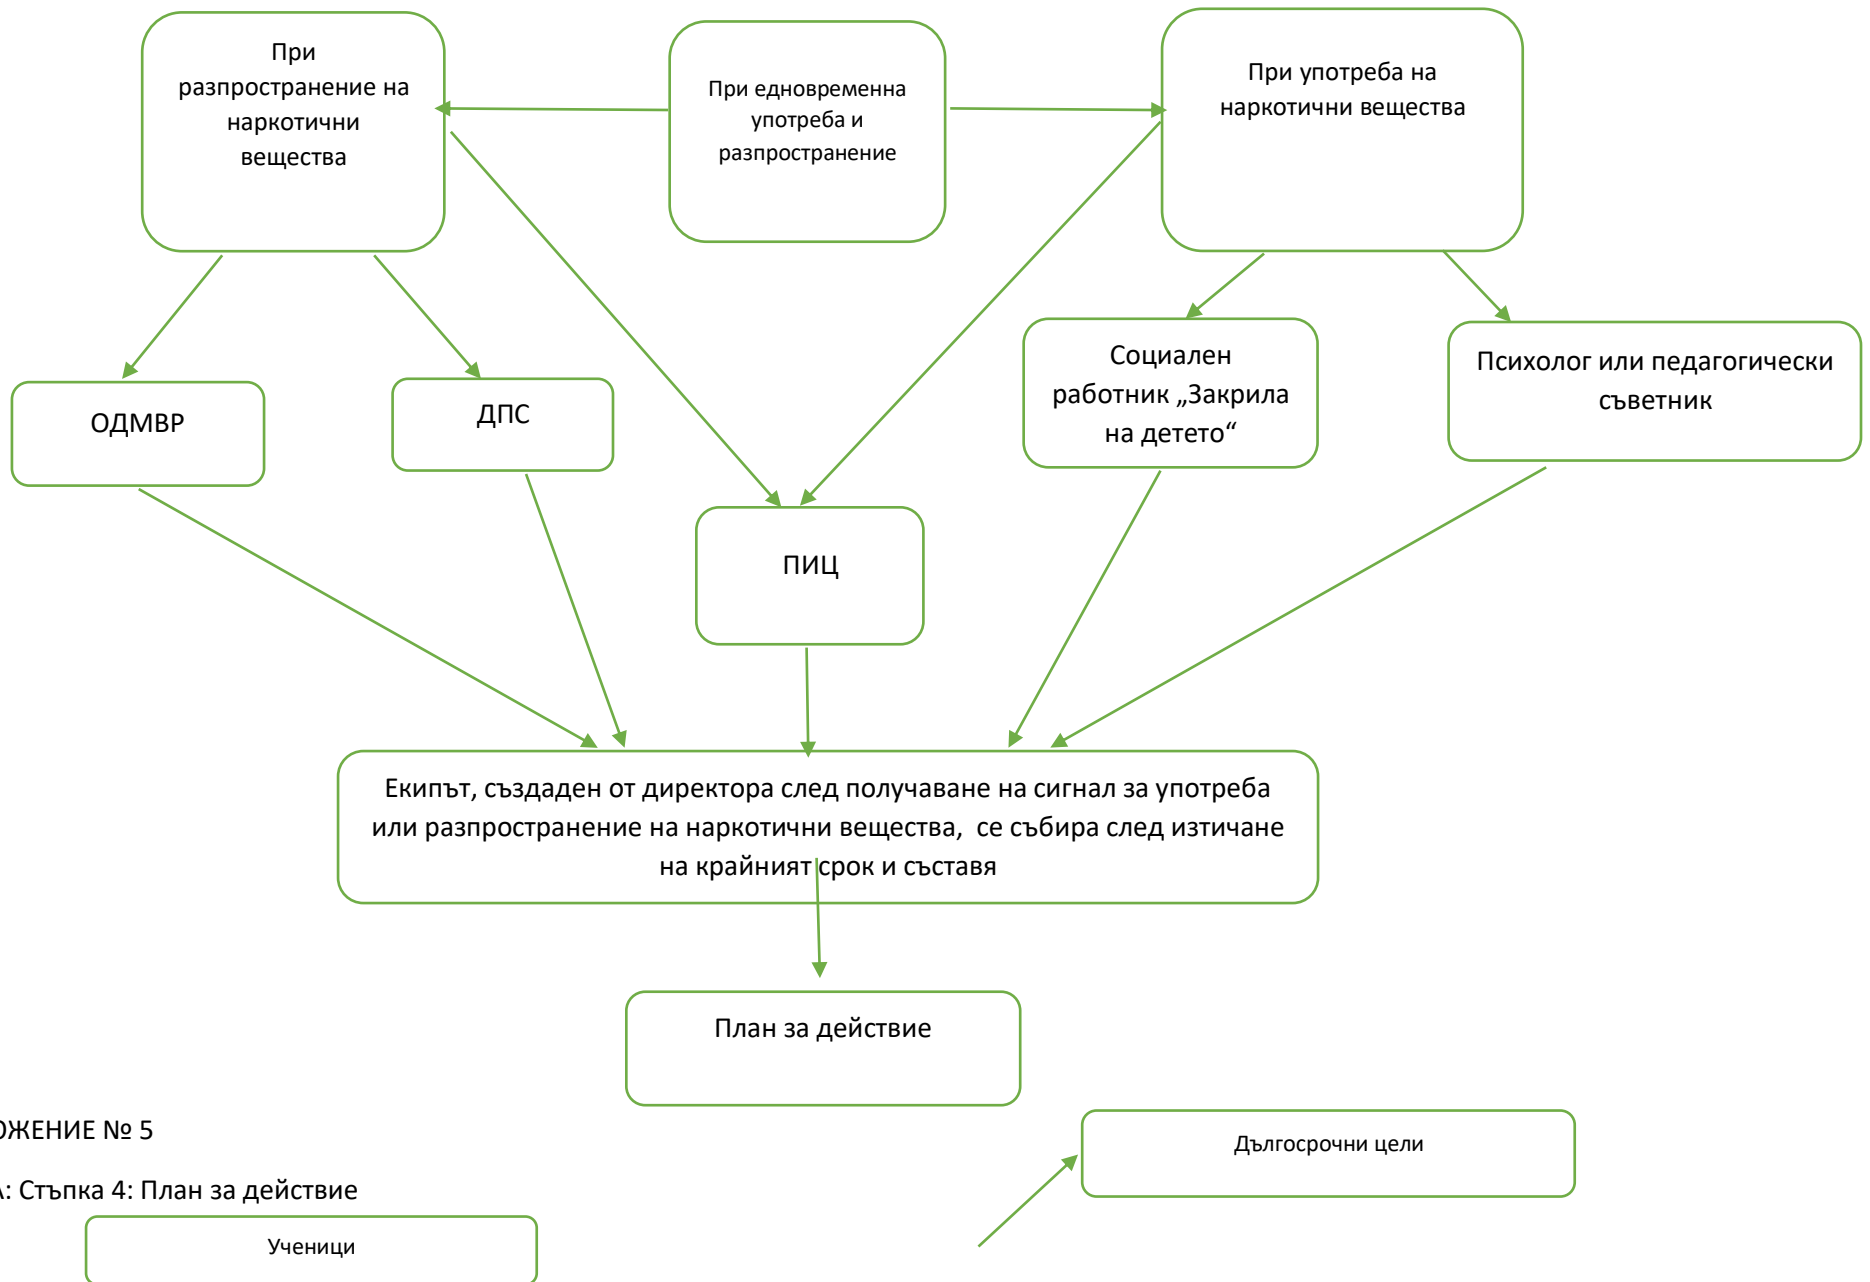 При
разпространение на
наркотични
вещества
При едновременна
употреба и
разпространение
При употреба на
наркотични вещества
ОДМВР
ДПС
ПИЦ
Социален
работник „Закрила
на детето“
Психолог или педагогически
съветник
Екипът, създаден от директора след получаване на сигнал за употреба
или разпространение на наркотични вещества,  се събира след изтичане
на крайният срок и съставя
План за действие
ОЖЕНИЕ № 5
Дългосрочни цели
А: Стъпка 4: План за действие
Ученици